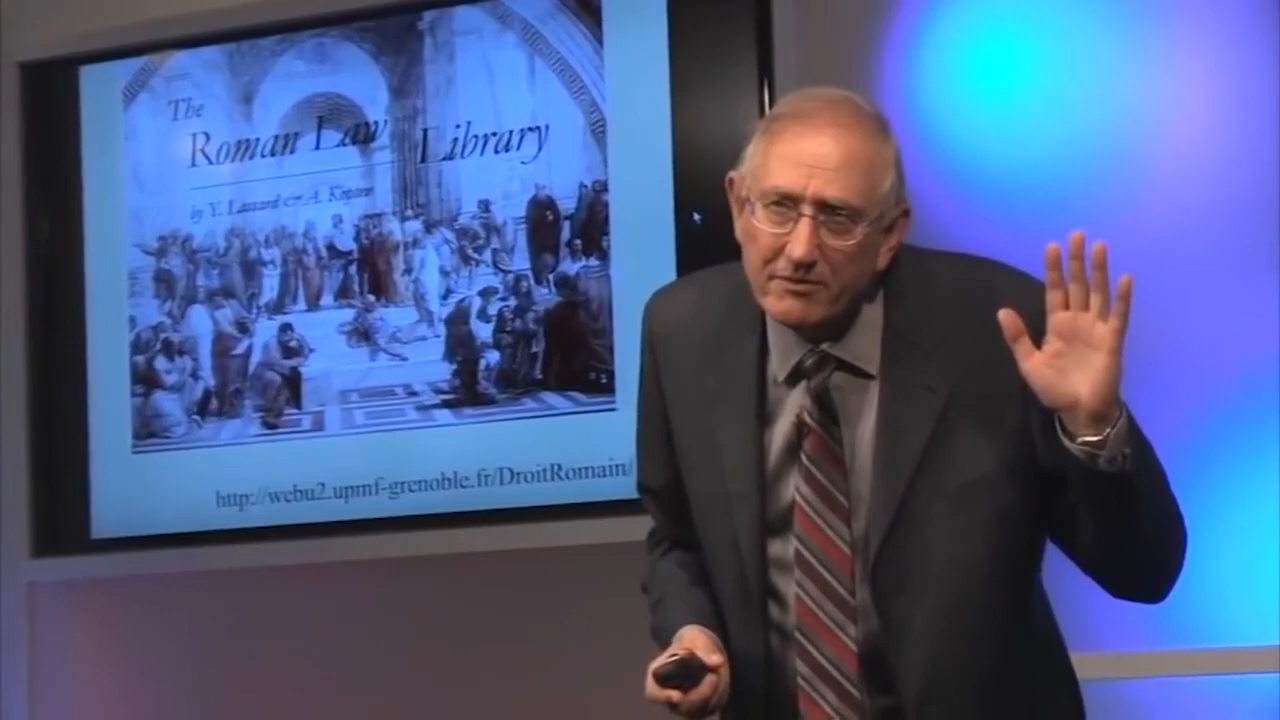 The
Roman Law Library
by Y. Lassard & A. Koptev
http://webu2.upmf-grenoble.fr/DroitRomain/